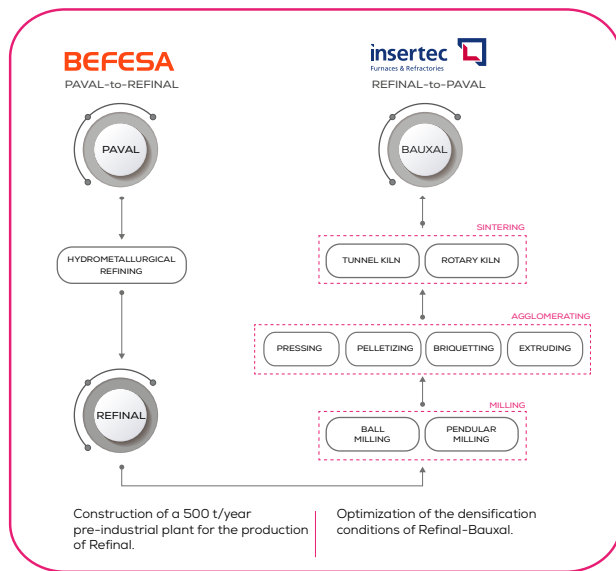 BEFESA
PAVAL-to-REFINAL
PAVAL
HYDROMETALLURGICAL
REFINING
REFINAL
Construction of a 500 t/year
pre-industrial plant for the production
of Refinal.
insertec
Furnaces & Refractories
REFINAL-to-PAVAL
BAUXAL
SINTERING
TUNNEL KILN
ROTARY KILN
AGGLOMERATING
PRESSING
PELLETIZING
BRIQUETTING
EXTRUDING
MILLING
BALL
MILLING
PENDULAR
MILLING
Optimization of the densification
conditions of Refinal-Bauxal.